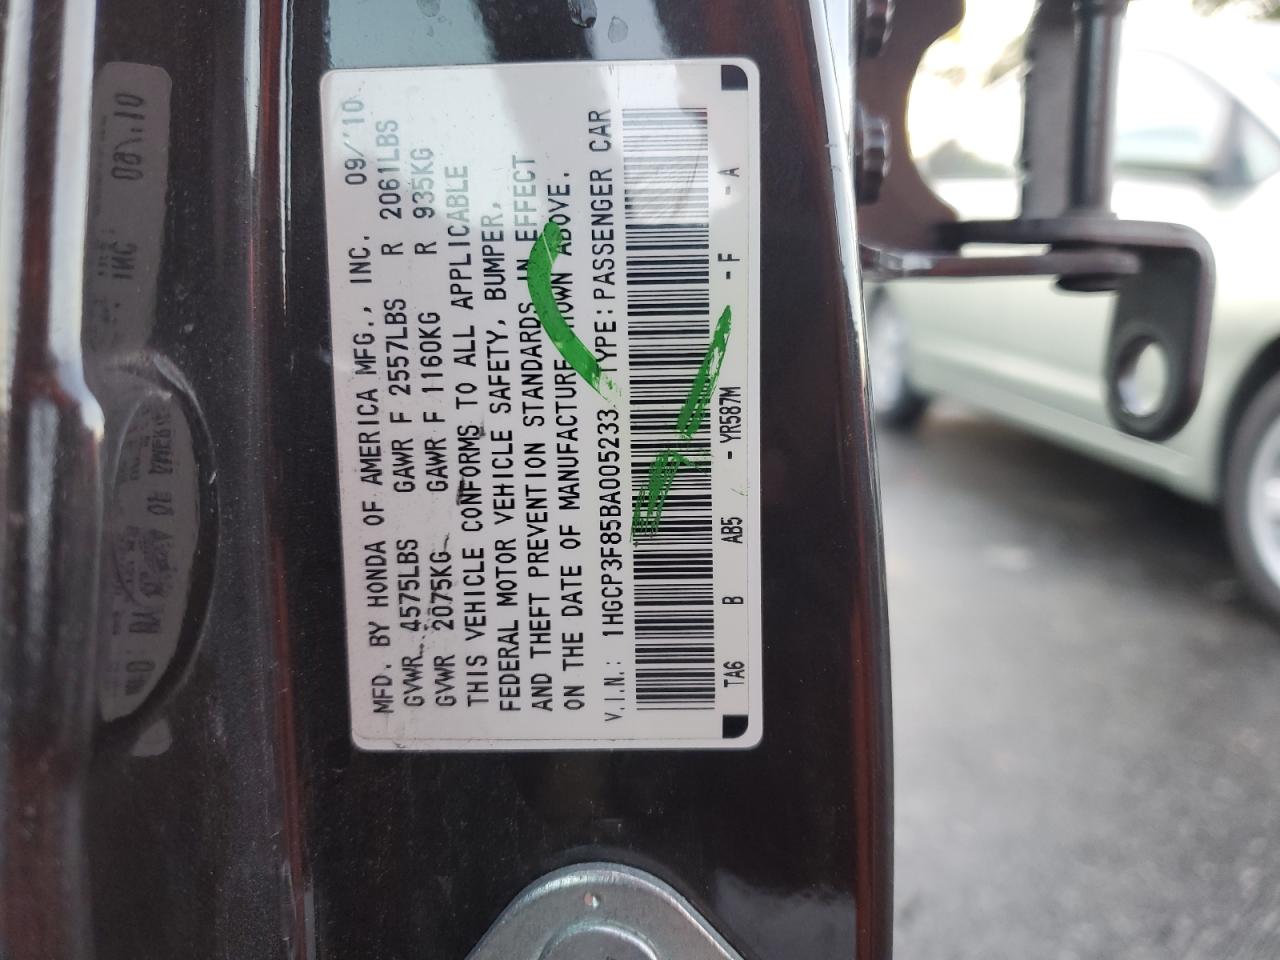 MFD. BY HONDA OF AMERICA MFG., INC. 09/'10
GVWR 4575LBS GAWR F 2557LBS R 2061LBS
GVWR 2075KG GAWR F 1160KG R 935KG
THIS VEHICLE CONFORMS TO ALL APPLICABLE
FEDERAL MOTOR VEHICLE SAFETY, BUMPER,
AND THEFT PREVENTION STANDARDS IN EFFECT
ON THE DATE OF MANUFACTURE SHOWN ABOVE.
V.I.N.: 1HGCP3F85BA005233 TYPE: PASSENGER CAR
TA6 B AB5 - YR587M - F - A